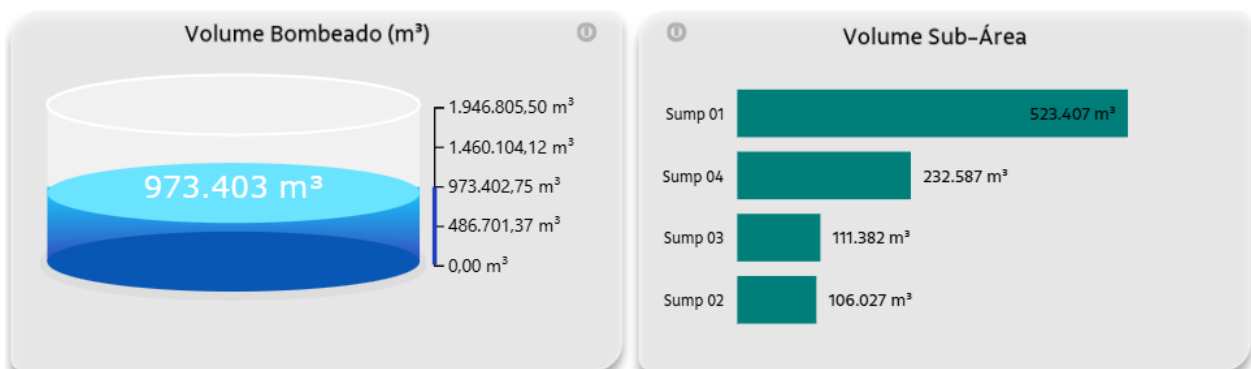 Volume Bombeado (m³)
973.403 m³
1.946.805,50 m³
1.460.104,12 m³
973.402,75 m³
486.701,37 m³
0,00 m³
Volume Sub-Área
Sump 01 523.407 m³
Sump 04 232.587 m³
Sump 03 111.382 m³
Sump 02 106.027 m³